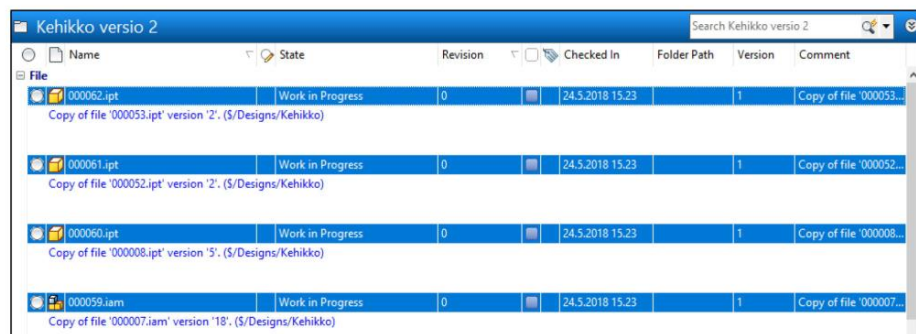 Kehikko versio 2 Search Kehikko versio 2
Name State Revision Checked In Folder Path Version Comment
File
000062.ipt Work in Progress 0 24.5.2018 15.23 1 Copy of file '000053...
Copy of file '000053.ipt' version '2'. ($/Designs/Kehikko)
000061.ipt Work in Progress 0 24.5.2018 15.23 1 Copy of file '000052...
Copy of file '000052.ipt' version '2'. ($/Designs/Kehikko)
000060.ipt Work in Progress 0 24.5.2018 15.23 1 Copy of file '000008...
Copy of file '000008.ipt' version '5'. ($/Designs/Kehikko)
000059.iam Work in Progress 0 24.5.2018 15.23 1 Copy of file '000007...
Copy of file '000007.iam' version '18'. ($/Designs/Kehikko)